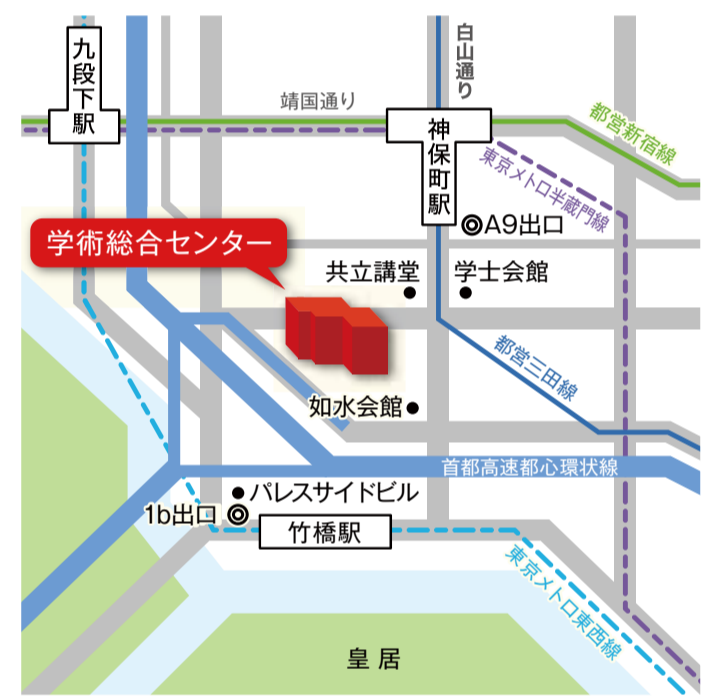 九段下駅
白山通り
靖国通り
神保町駅
都営新宿線
東京メトロ半蔵門線
A9出口
学術総合センター
共立講堂
学士会館
都営三田線
如水会館
首都高速都心環状線
パレスサイドビル
1b出口
竹橋駅
東京メトロ東西線
皇居